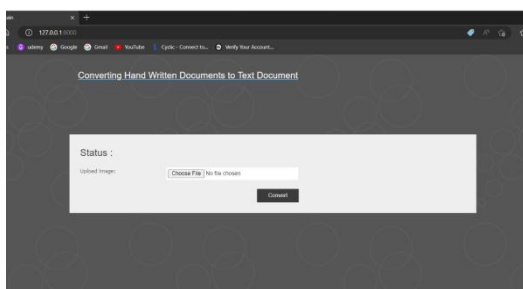 127.0.0.1:8000
udemy Google Gmail YouTube Cyclic - Connect to... Verify Your Account...
Converting Hand Written Documents to Text Document
Status :
Upload Image: Choose File No file chosen
Convert